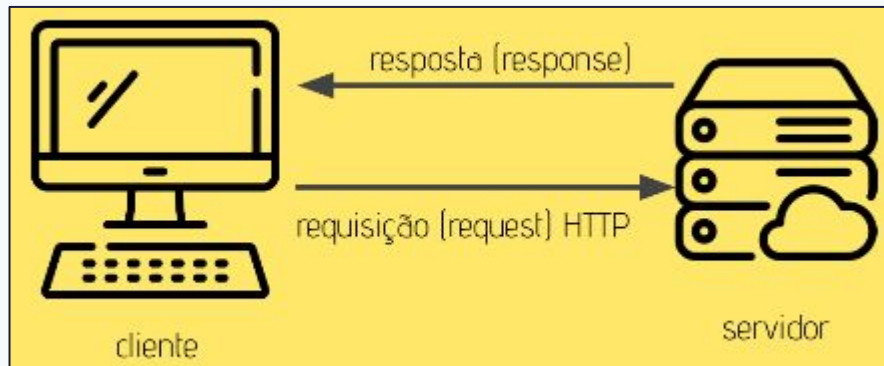 resposta (response)
requisição (request) HTTP
cliente
servidor